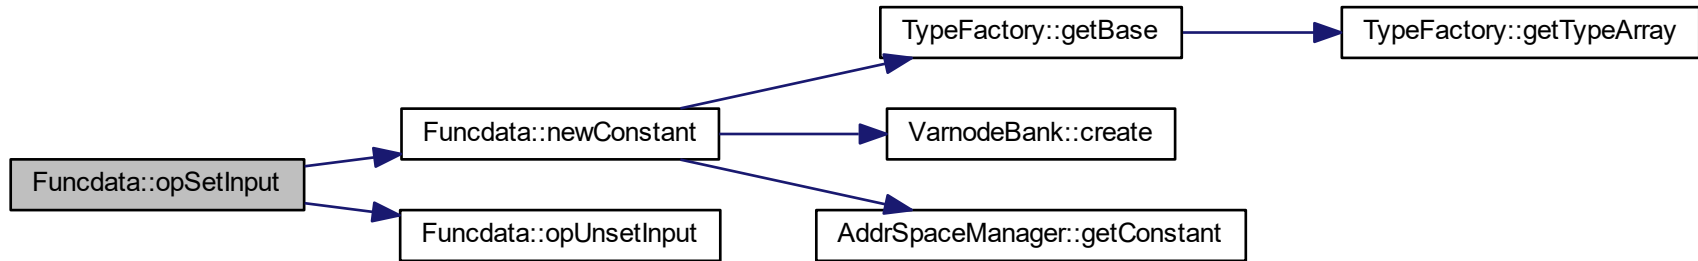 TypeFactory::getBase
TypeFactory::getTypeArray
Funcdata::newConstant
VarnodeBank::create
Funcdata::opSetInput
Funcdata::opUnsetInput
AddrSpaceManager::getConstant